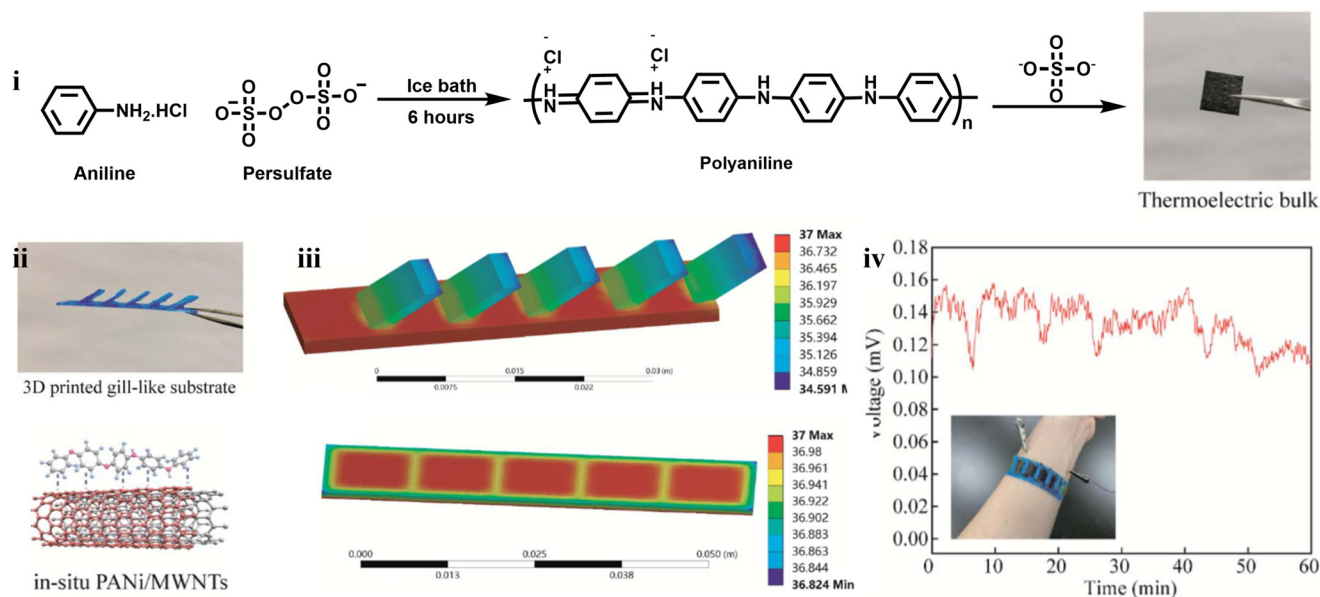 i
NH₂.HCl
Aniline
⁻O
O
S
O
O
O
S
O
O⁻
Persulfate
Ice bath
6 hours
-
Cl
+
H
N
-
Cl
+
H
N
H
N
H
N
n
Polyaniline
⁻O
O
S
O
O⁻
Thermoelectric bulk
ii
3D printed gill-like substrate
in-situ PANi/MWNTs
iii
37 Max
36.732
36.465
36.197
35.929
35.662
35.394
35.126
34.859
34.591 M
0 0.015 0.03 (m)
0.0075 0.022
37 Max
36.98
36.961
36.941
36.922
36.902
36.883
36.863
36.844
36.824 Min
0.000 0.025 0.050 (m)
0.013 0.038
iv
Voltage (mV)
0.18
0.16
0.14
0.12
0.10
0.08
0.06
0.04
0.02
0.00
0 10 20 30 40 50 60
Time (min)